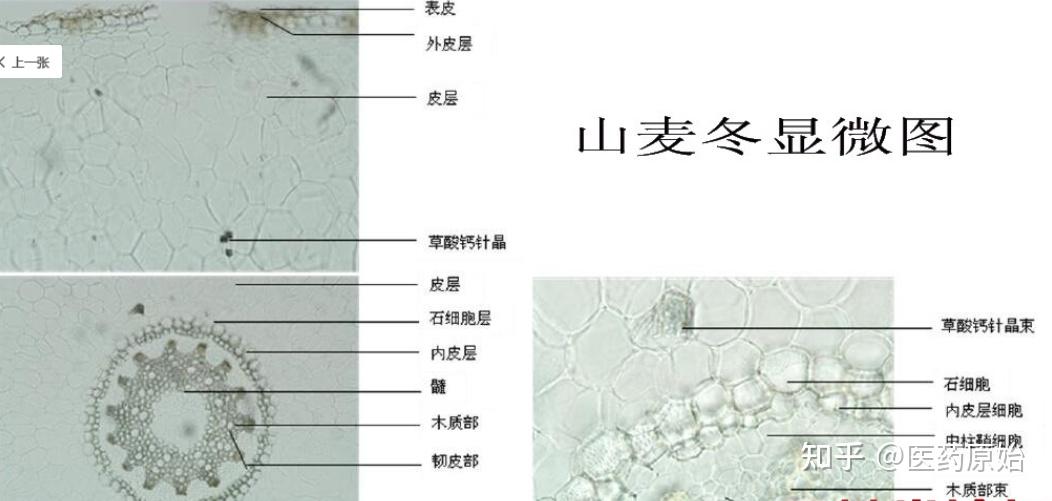 表皮
外皮层
く 上一张
皮层
山麦冬显微图
草酸钙针晶
皮层
石细胞层
内皮层
髓
木质部
韧皮部
草酸钙针晶束
石细胞
内皮层细胞
中柱鞘细胞
知乎 @医药原始
木质部束